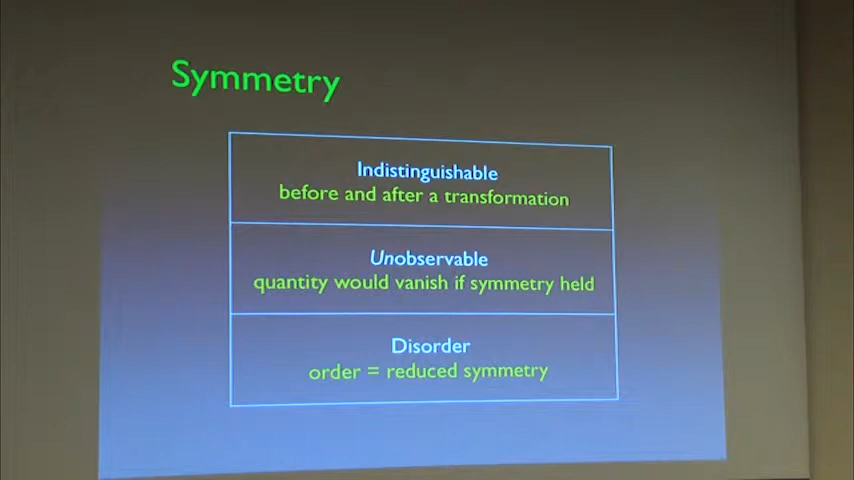 Symmetry
Indistinguishable
before and after a transformation
Unobservable
quantity would vanish if symmetry held
Disorder
order = reduced symmetry